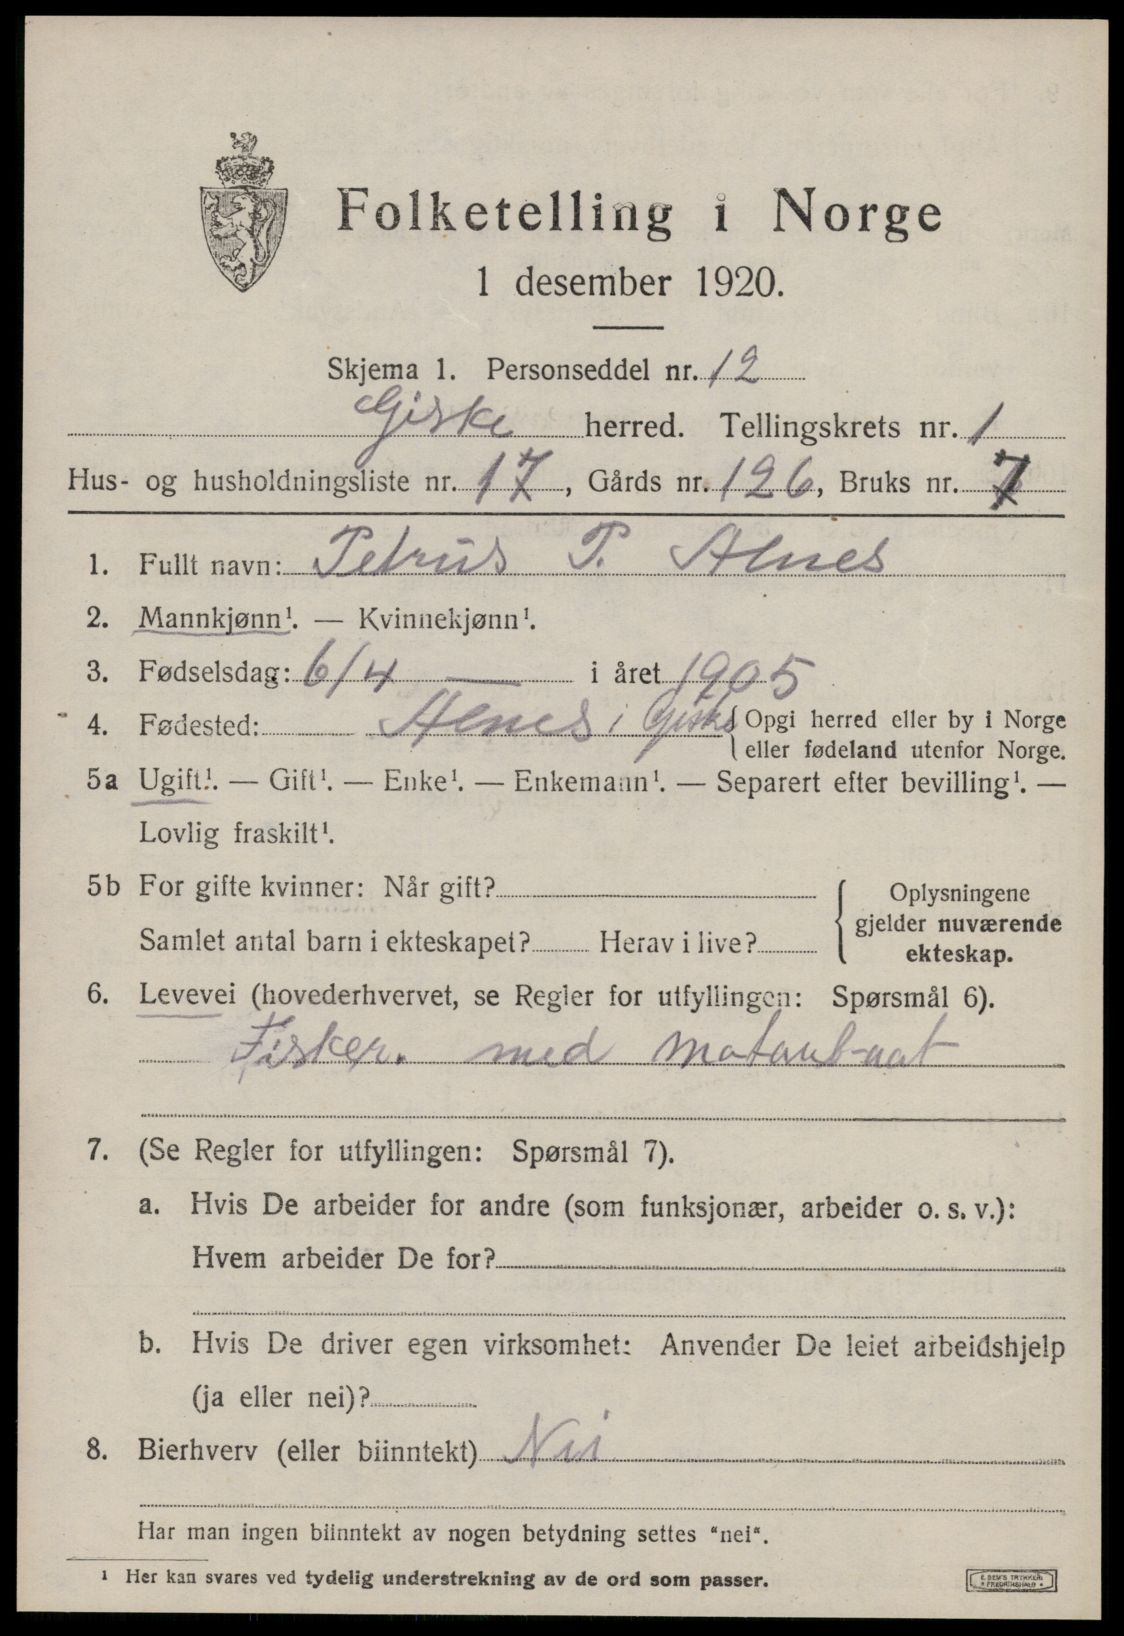 Folketelling i Norge
1 desember 1920.
Skjema 1. Personseddel nr. 12
Giske herred. Tellingskrets nr. 1
Hus- og husholdningsliste nr. 17, Gårds nr. 126, Bruks nr. 7
1. Fullt navn: Petrus P. Alnes
2. Mannkjønn¹. — Kvinnekjønn¹.
3. Fødselsdag: 6/4 — i året 1905
4. Fødested: Alnes i Giske { Opgi herred eller by i Norge
eller fødeland utenfor Norge.
5a Ugift¹. — Gift¹. — Enke¹. — Enkemann¹. — Separert efter bevilling¹. —
Lovlig fraskilt¹.
5b For gifte kvinner: Når gift?
Samlet antal barn i ekteskapet? Herav i live?
{ Oplysningene
gjelder nuværende
ekteskap.
6. Levevei (hovederhvervet, se Regler for utfyllingen: Spørsmål 6).
Fisker. med motorbaat
7. (Se Regler for utfyllingen: Spørsmål 7).
a. Hvis De arbeider for andre (som funksjonær, arbeider o. s. v.):
Hvem arbeider De for?
b. Hvis De driver egen virksomhet: Anvender De leiet arbeidshjelp
(ja eller nei)?
8. Bierhverv (eller biinntekt) Nei
Har man ingen biinntekt av nogen betydning settes "nei".
¹ Her kan svares ved tydelig understrekning av de ord som passer.
E. SEM'S TRYKKERI
• FREDRIKSHALD •